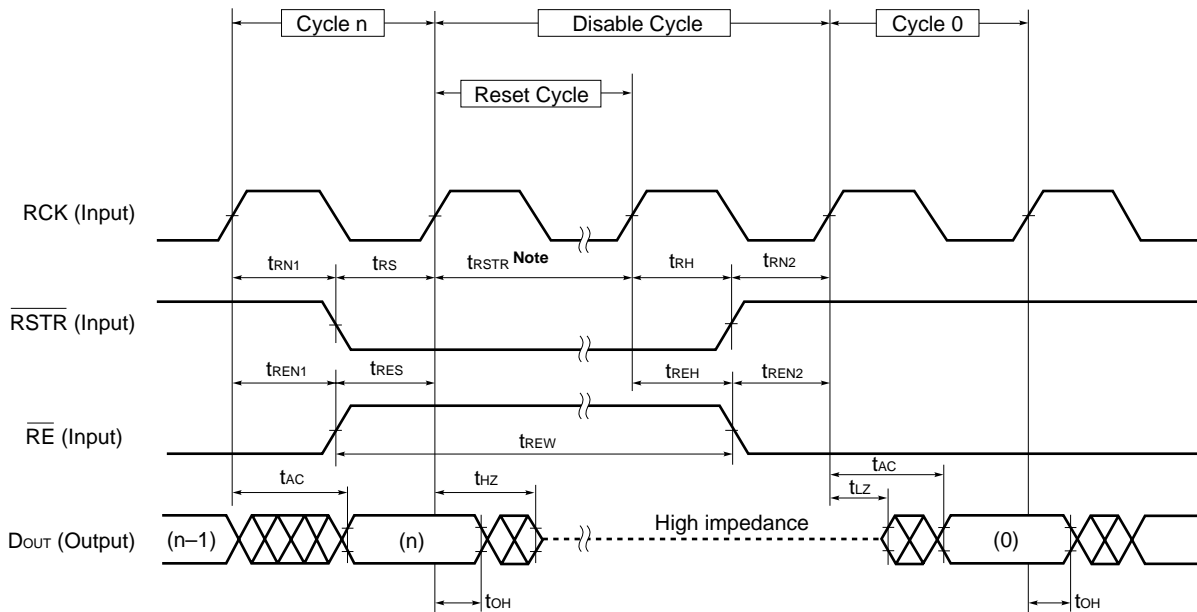 Cycle n
Disable Cycle
Cycle 0
Reset Cycle
RCK (Input)
tRN1
tRS
tRSTR Note
tRH
tRN2
RSTR (Input)
tREN1
tRES
tREH
tREN2
RE (Input)
tREW
tAC
tHZ
tAC
tLZ
High impedance
DOUT (Output)
(n–1)
(n)
(0)
tOH
tOH